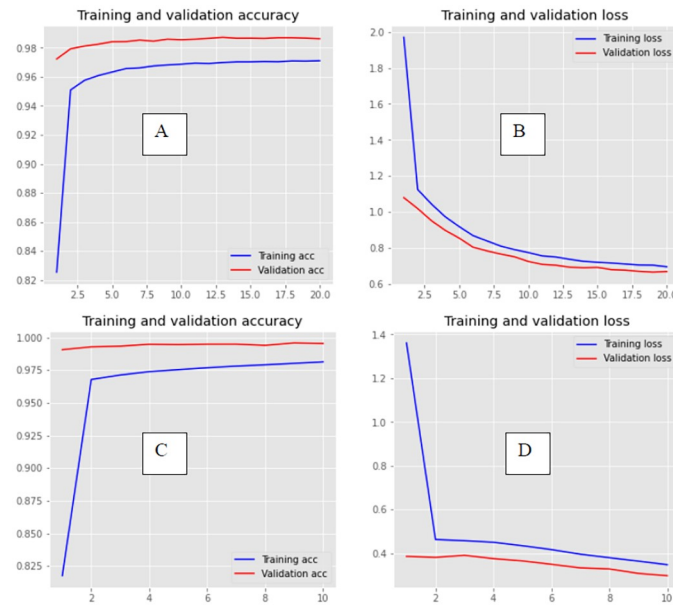 Training and validation accuracy
0.98
0.96
0.94
0.92
0.90
0.88
0.86
0.84
0.82
A
Training acc
Validation acc
2.5 5.0 7.5 10.0 12.5 15.0 17.5 20.0
Training and validation loss
2.0
1.8
1.6
1.4
1.2
1.0
0.8
0.6
Training loss
Validation loss
B
2.5 5.0 7.5 10.0 12.5 15.0 17.5 20.0
Training and validation accuracy
1.000
0.975
0.950
0.925
0.900
0.875
0.850
0.825
C
Training acc
Validation acc
2 4 6 8 10
Training and validation loss
1.4
1.2
1.0
0.8
0.6
0.4
Training loss
Validation loss
D
2 4 6 8 10